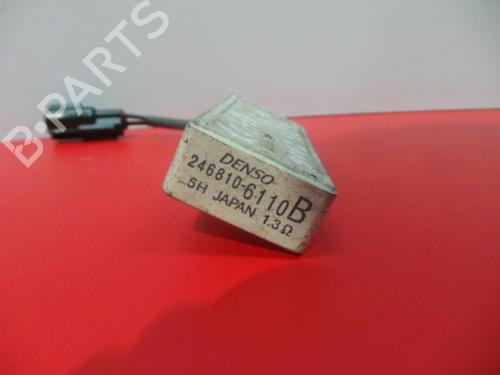 B-PARTS
DENSO
246810-6110B
5H JAPAN 1.3Ω